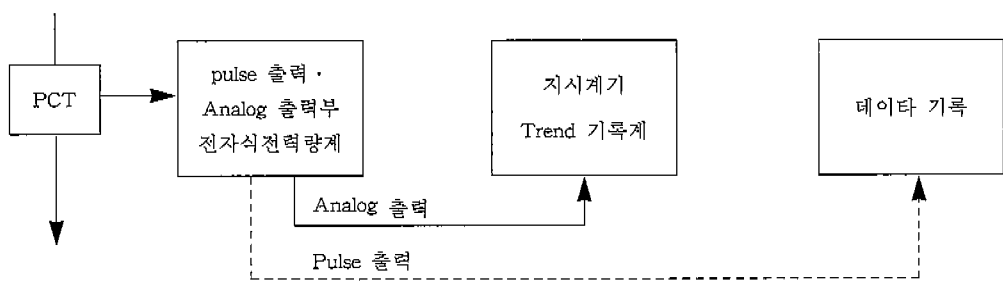 PCT
pulse 출력 ·
Analog 출력부
전자식전력량계
지시계기
Trend 기록계
데이타 기록
Analog 출력
Pulse 출력